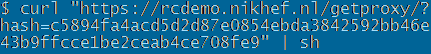 $ curl "https://rcdemo.nikhef.nl/getproxy/?
hash=c5894fa4acd5d2d87e0854ebda3842592bb46e
43b9ffcce1be2ceab4ce708fe9" | sh